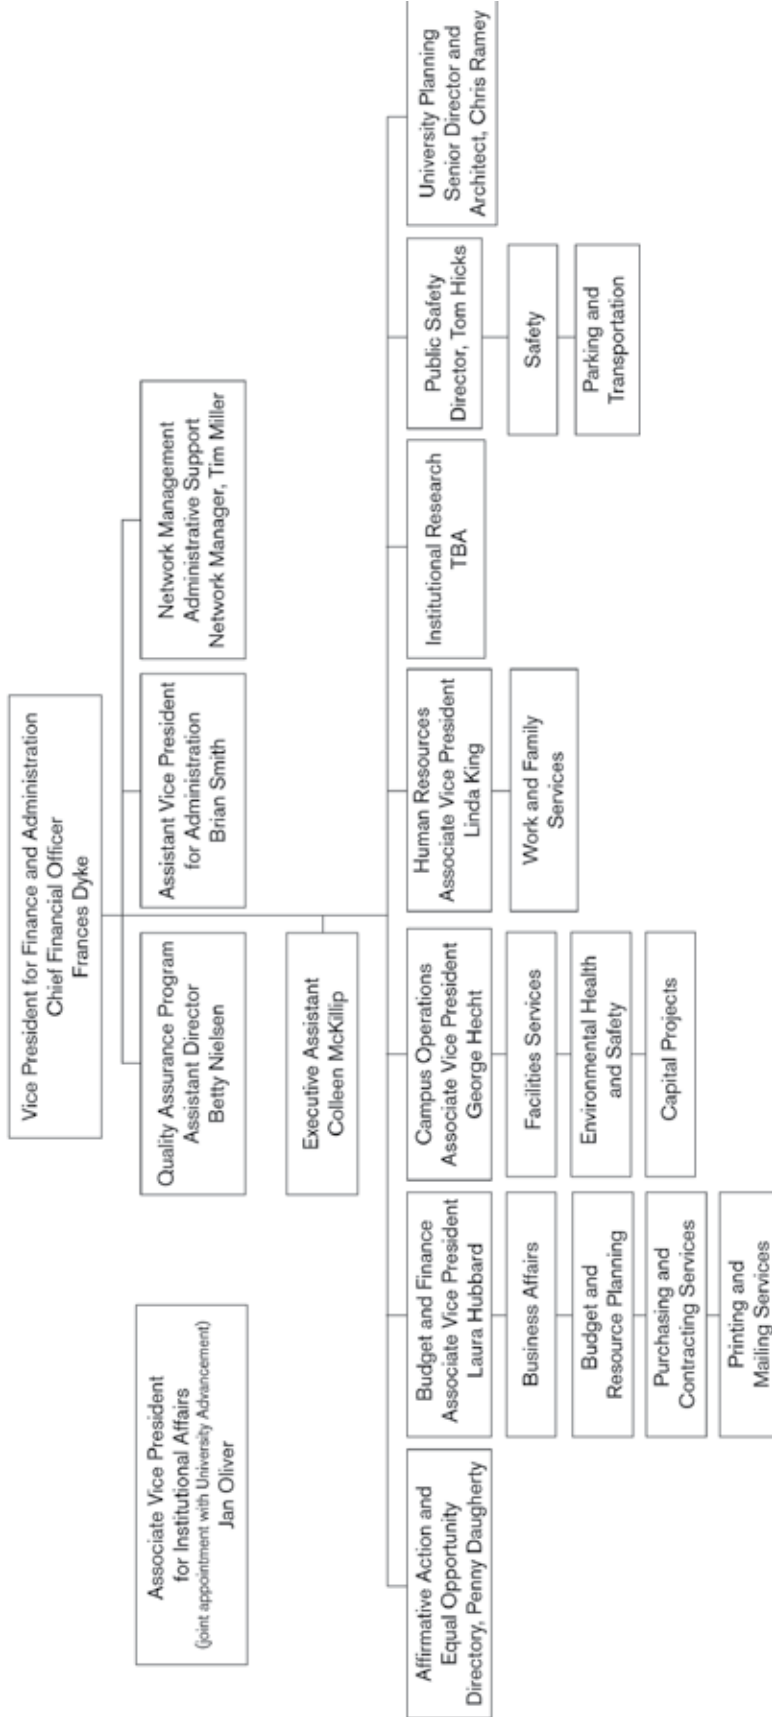 Vice President for Finance and Administration
Chief Financial Officer
Frances Dyke
Associate Vice President
for Institutional Affairs
(joint appointment with University Advancement)
Jan Oliver
Quality Assurance Program
Assistant Director
Betty Nielsen
Assistant Vice President
for Administration
Brian Smith
Network Management
Administrative Support
Network Manager, Tim Miller
Executive Assistant
Colleen McKillip
Affirmative Action and
Equal Opportunity
Directory, Penny Daugherty
Budget and Finance
Associate Vice President
Laura Hubbard
Business Affairs
Budget and
Resource Planning
Purchasing and
Contracting Services
Printing and
Mailing Services
Campus Operations
Associate Vice President
George Hecht
Facilities Services
Environmental Health
and Safety
Capital Projects
Human Resources
Associate Vice President
Linda King
Work and Family
Services
Institutional Research
TBA
Public Safety
Director, Tom Hicks
Safety
Parking and
Transportation
University Planning
Senior Director and
Architect, Chris Ramey